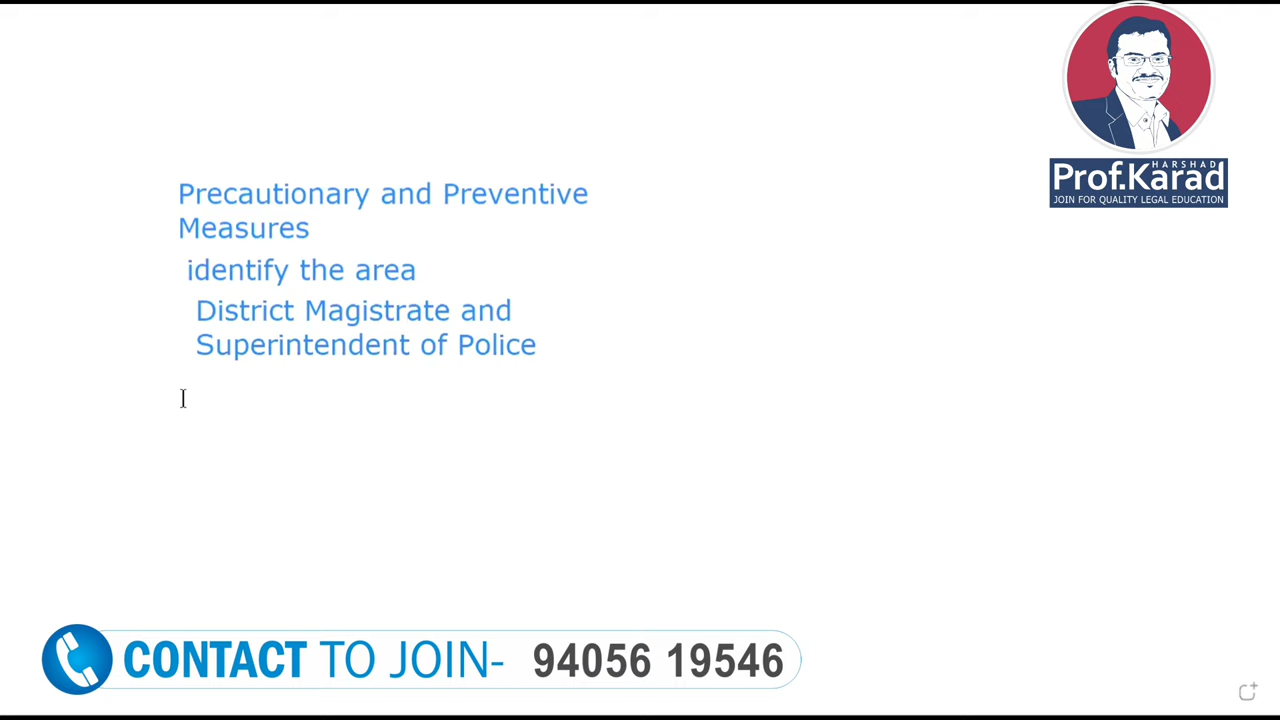 Precautionary and Preventive
Measures
identify the area
District Magistrate and
Superintendent of Police
HARSHAD
Prof.Karad
JOIN FOR QUALITY LEGAL EDUCATION
CONTACT TO JOIN- 94056 19546